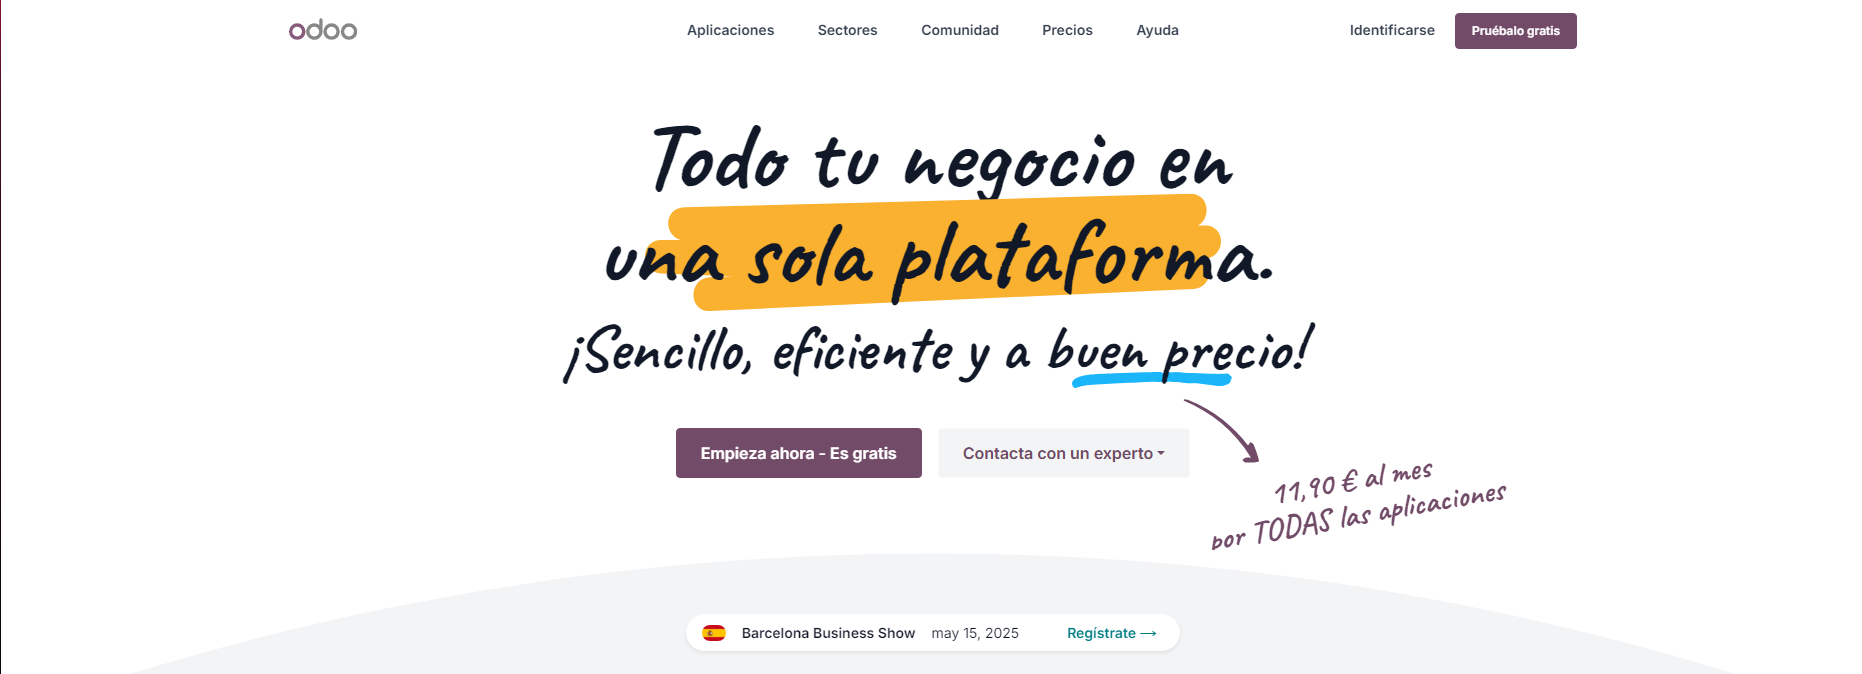 odoo
Aplicaciones Sectores Comunidad Precios Ayuda Identificarse Pruébalo gratis
Todo tu negocio en
una sola plataforma.
¡Sencillo, eficiente y a buen precio!
Empieza ahora - Es gratis
Contacta con un experto
11,90 € al mes
por TODAS las aplicaciones
Barcelona Business Show may 15, 2025 Regístrate →